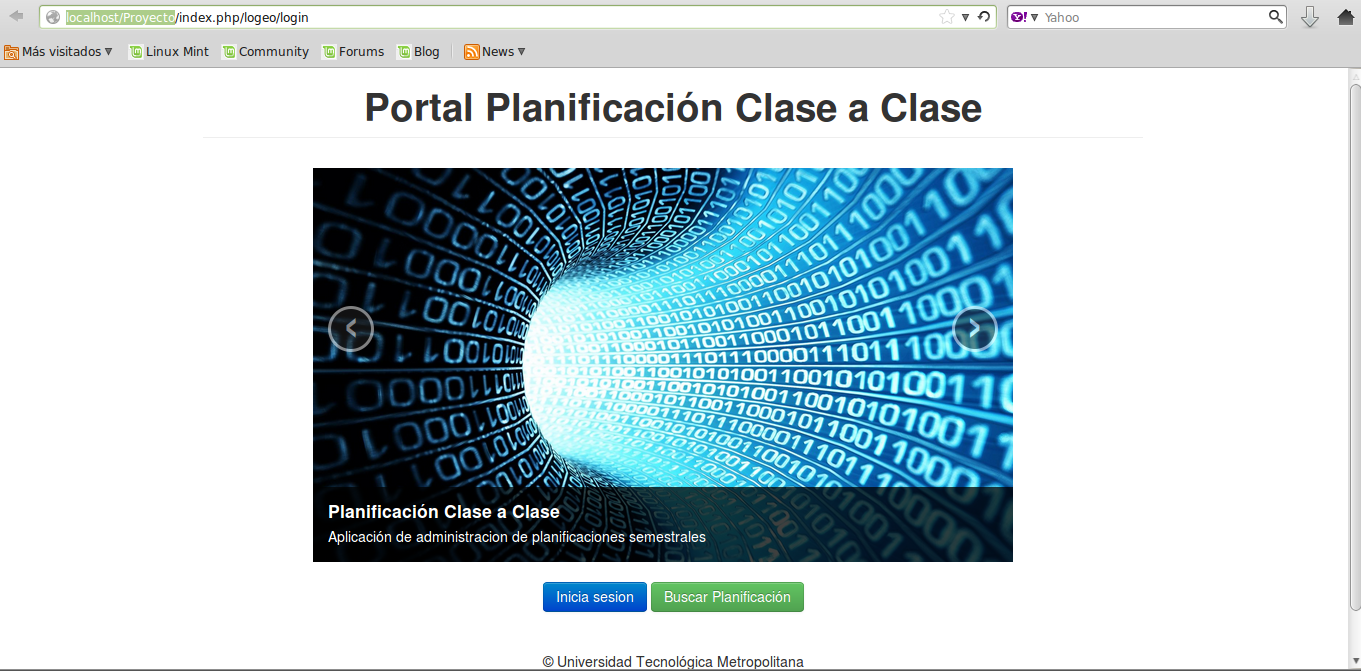 localhost/Proyecto/index.php/logeo/login
Yahoo
Más visitados
Linux Mint
Community
Forums
Blog
News
Portal Planificación Clase a Clase
Planificación Clase a Clase
Aplicación de administracion de planificaciones semestrales
Inicia sesion
Buscar Planificación
© Universidad Tecnológica Metropolitana